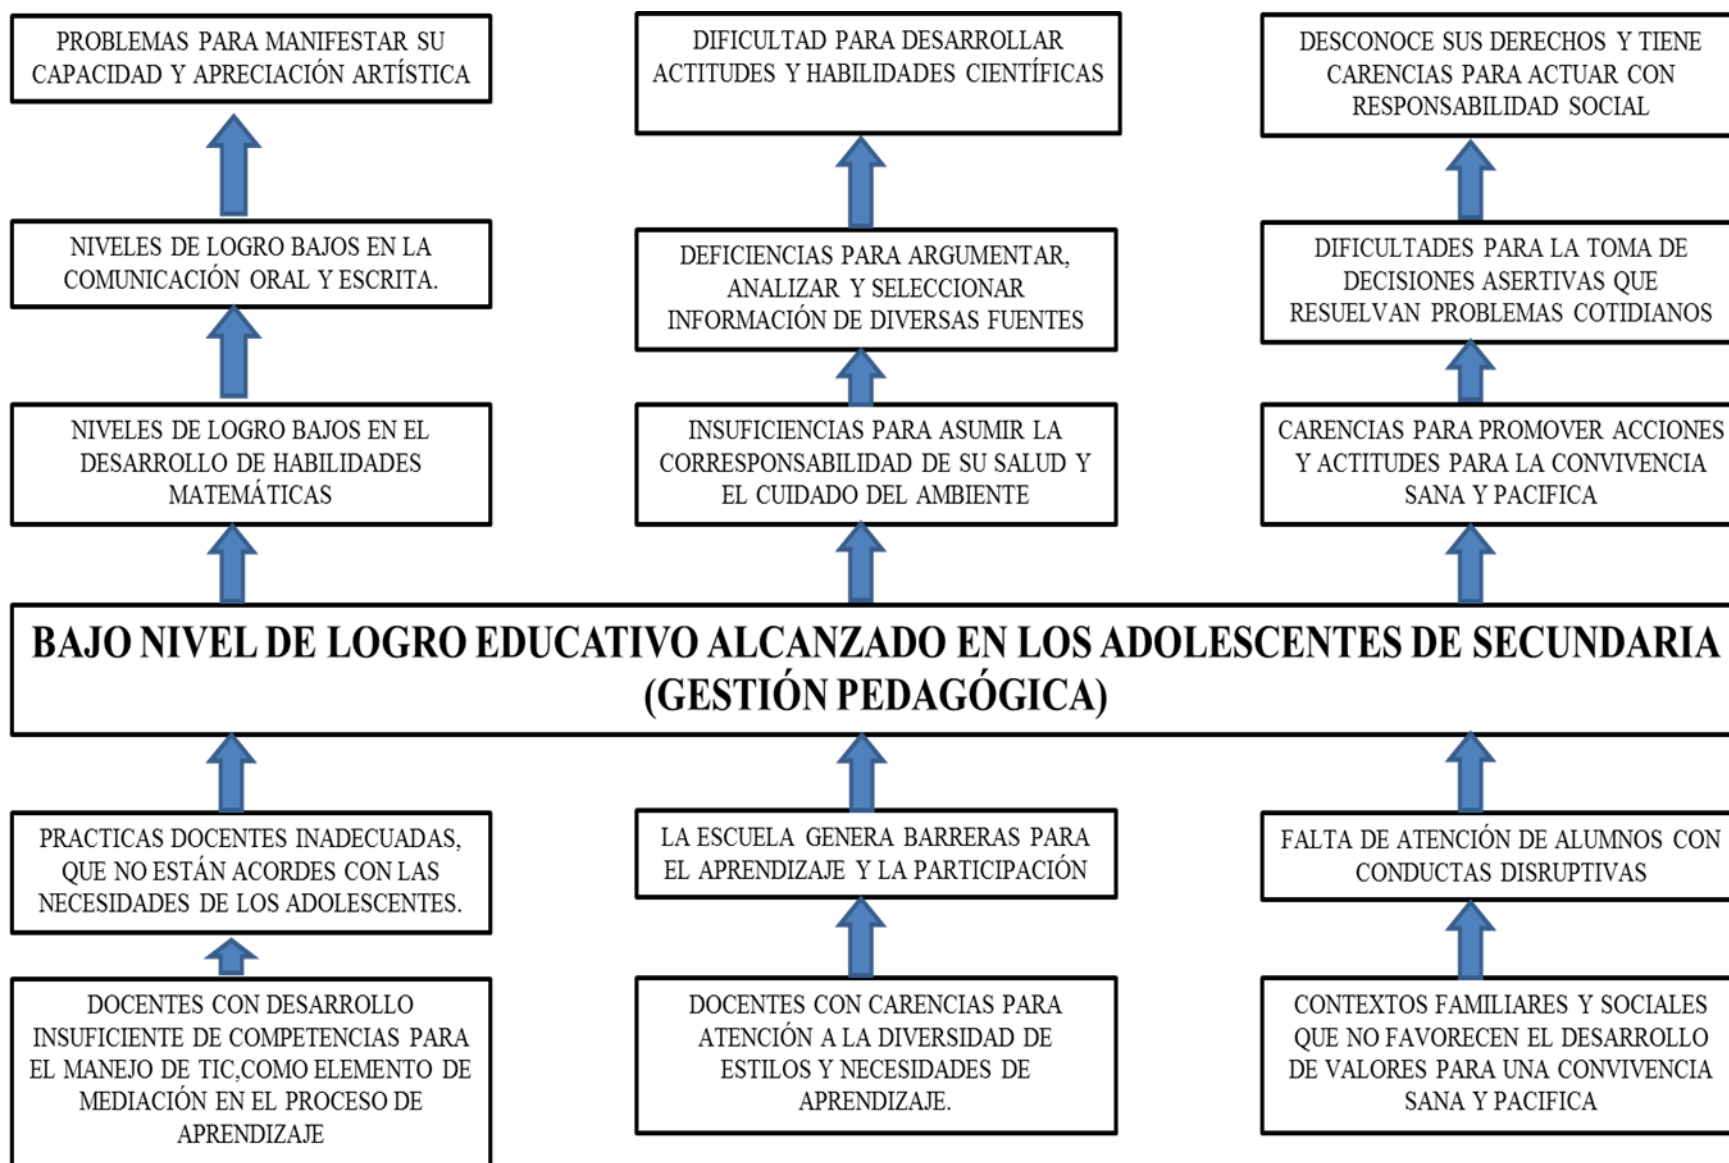 PROBLEMAS PARA MANIFESTAR SU
CAPACIDAD Y APRECIACIÓN ARTÍSTICA
DIFICULTAD PARA DESARROLLAR
ACTITUDES Y HABILIDADES CIENTÍFICAS
DESCONOCE SUS DERECHOS Y TIENE
CARENCIAS PARA ACTUAR CON
RESPONSABILIDAD SOCIAL
NIVELES DE LOGRO BAJOS EN LA
COMUNICACIÓN ORAL Y ESCRITA.
DEFICIENCIAS PARA ARGUMENTAR,
ANALIZAR Y SELECCIONAR
INFORMACIÓN DE DIVERSAS FUENTES
DIFICULTADES PARA LA TOMA DE
DECISIONES ASERTIVAS QUE
RESUELVAN PROBLEMAS COTIDIANOS
NIVELES DE LOGRO BAJOS EN EL
DESARROLLO DE HABILIDADES
MATEMÁTICAS
INSUFICIENCIAS PARA ASUMIR LA
CORRESPONSABILIDAD DE SU SALUD Y
EL CUIDADO DEL AMBIENTE
CARENCIAS PARA PROMOVER ACCIONES
Y ACTITUDES PARA LA CONVIVENCIA
SANA Y PACIFICA
BAJO NIVEL DE LOGRO EDUCATIVO ALCANZADO EN LOS ADOLESCENTES DE SECUNDARIA
(GESTIÓN PEDAGÓGICA)
PRACTICAS DOCENTES INADECUADAS,
QUE NO ESTÁN ACORDES CON LAS
NECESIDADES DE LOS ADOLESCENTES.
LA ESCUELA GENERA BARRERAS PARA
EL APRENDIZAJE Y LA PARTICIPACIÓN
FALTA DE ATENCIÓN DE ALUMNOS CON
CONDUCTAS DISRUPTIVAS
DOCENTES CON DESARROLLO
INSUFICIENTE DE COMPETENCIAS PARA
EL MANEJO DE TIC,COMO ELEMENTO DE
MEDIACIÓN EN EL PROCESO DE
APRENDIZAJE
DOCENTES CON CARENCIAS PARA
ATENCIÓN A LA DIVERSIDAD DE
ESTILOS Y NECESIDADES DE
APRENDIZAJE.
CONTEXTOS FAMILIARES Y SOCIALES
QUE NO FAVORECEN EL DESARROLLO
DE VALORES PARA UNA CONVIVENCIA
SANA Y PACIFICA